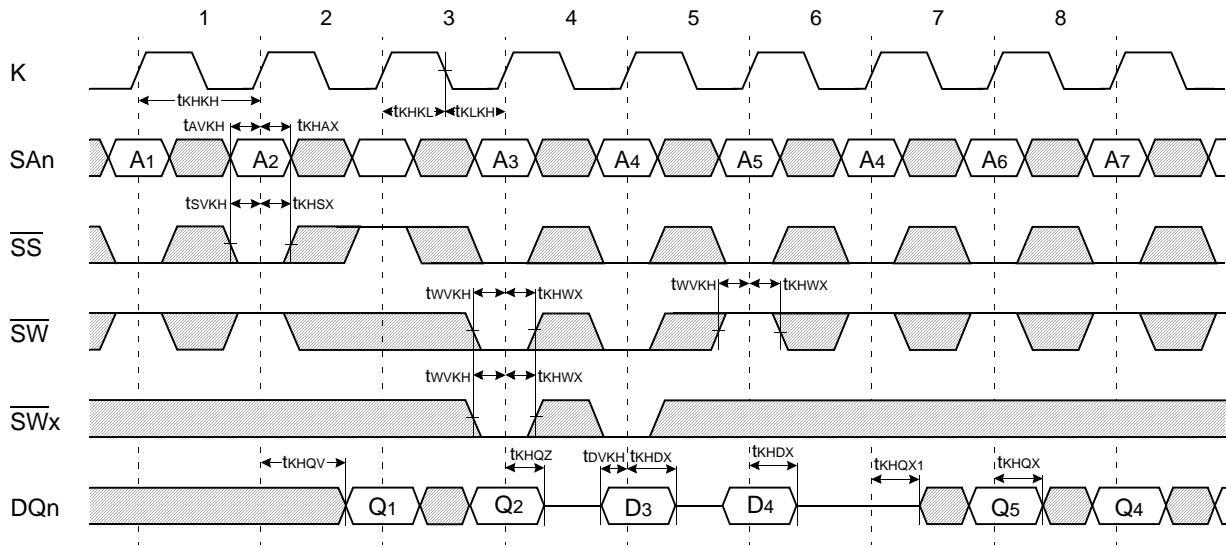 1 2 3 4 5 6 7 8
K
tKHKH tKHKL tKLKH
tAVKH tKHAX
SAn A1 A2 A3 A4 A5 A4 A6 A7
tSVKH tKHSX
SS
tWVKH tKHWX tWVKH tKHWX
SW
tWVKH tKHWX
SWx
tKHQV tKHQZ tDVKH tKHDX tKHDX tKHQX1 tKHQX
DQn Q1 Q2 D3 D4 Q5 Q4